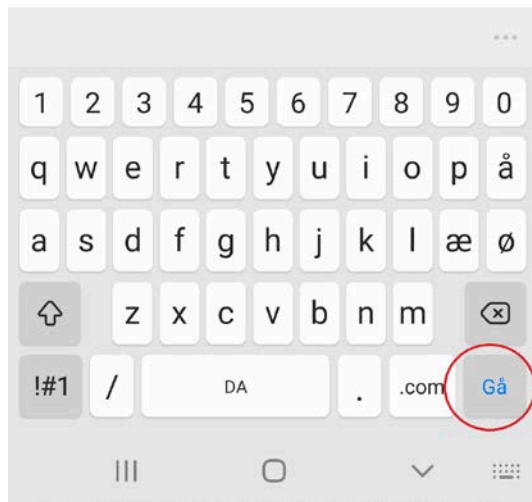 1 2 3 4 5 6 7 8 9 0
q w e r t y u i o p å
a s d f g h j k l æ ø
z x c v b n m
!#1 / DA . .com Gå